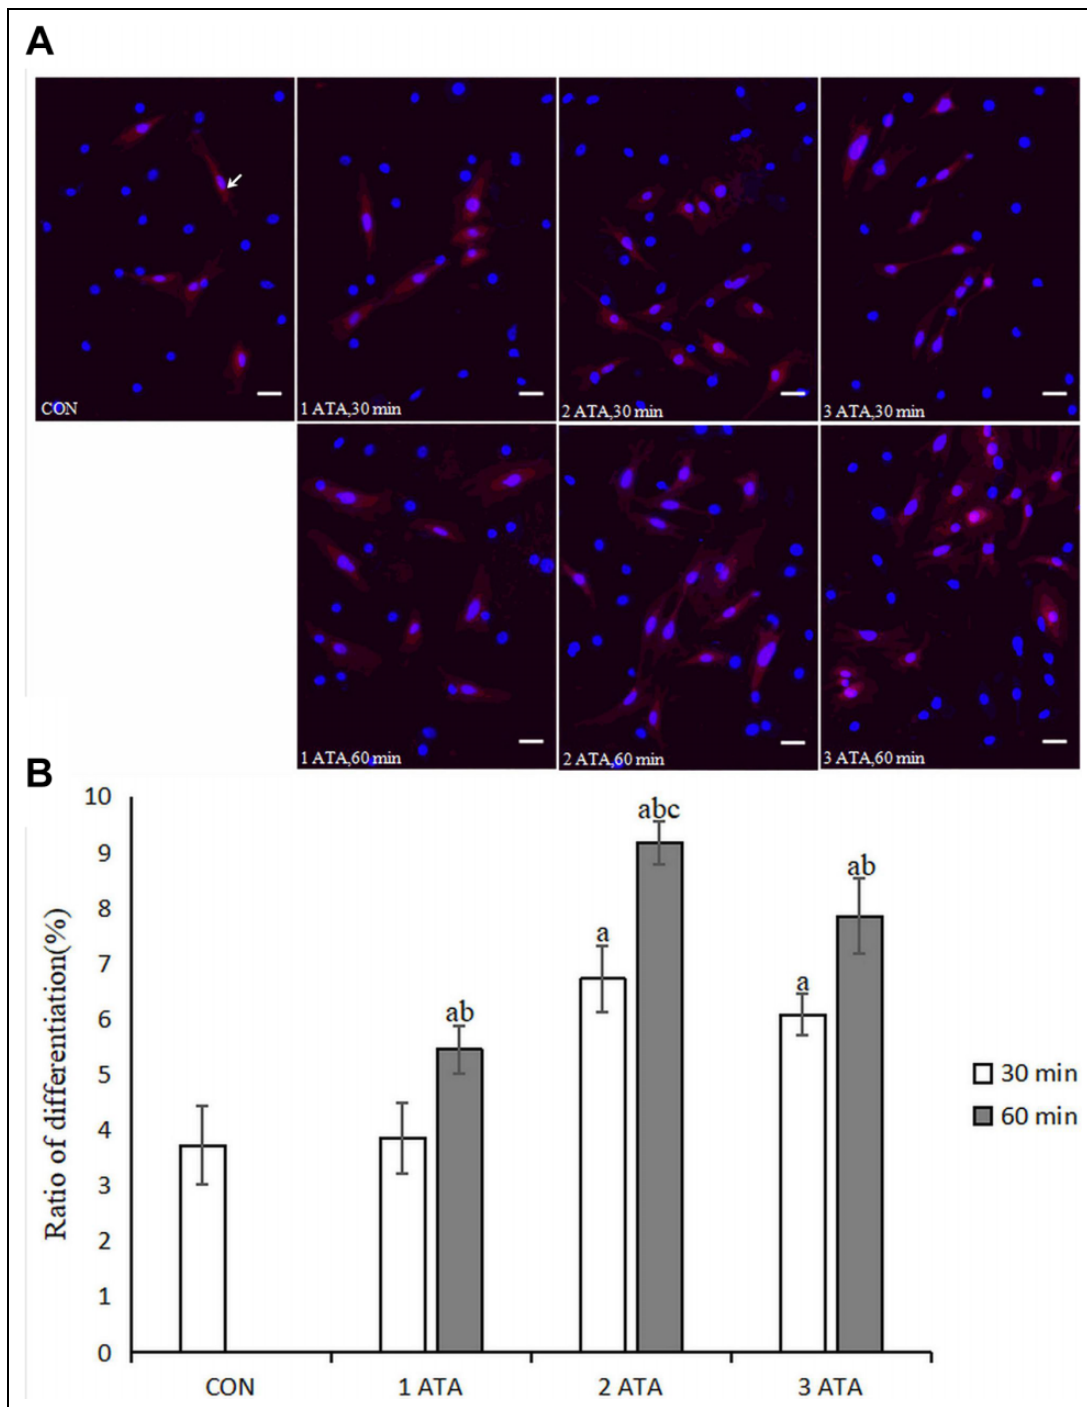 A
CON
1 ATA,30 min
2 ATA,30 min
3 ATA,30 min
1 ATA,60 min
2 ATA,60 min
3 ATA,60 min
B
Ratio of differentiation(%)
10
9
8
7
6
5
4
3
2
1
0
ab
a
abc
a
ab
30 min
60 min
CON
1 ATA
2 ATA
3 ATA